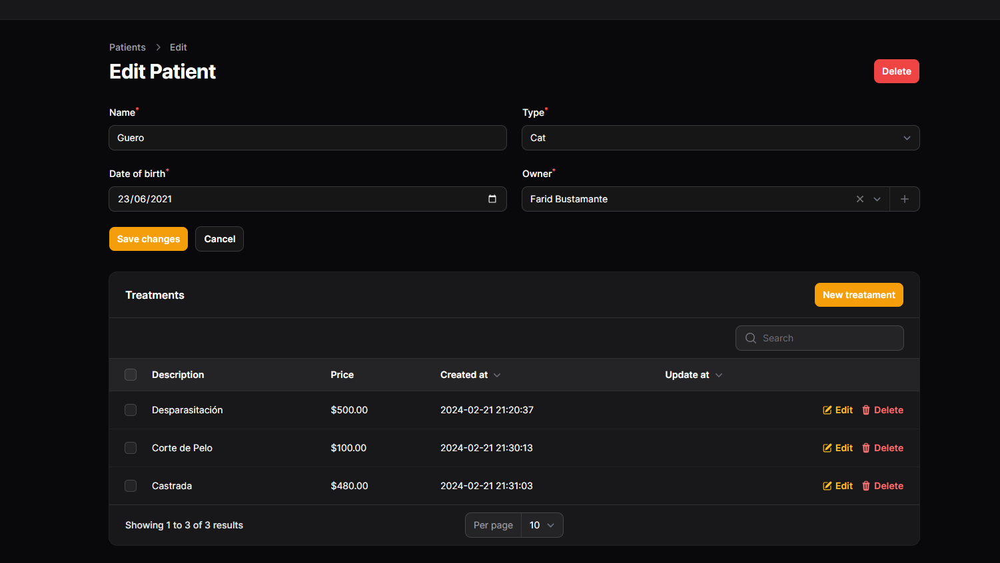 Patients > Edit
Edit Patient
Delete
Name* Type*
Guero Cat
Date of birth* Owner*
23/06/2021 Farid Bustamante
Save changes Cancel
Treatments New treatament
Search
Description Price Created at Update at
Desparasitación $500.00 2024-02-21 21:20:37 Edit Delete
Corte de Pelo $100.00 2024-02-21 21:30:13 Edit Delete
Castrada $480.00 2024-02-21 21:31:03 Edit Delete
Showing 1 to 3 of 3 results Per page 10